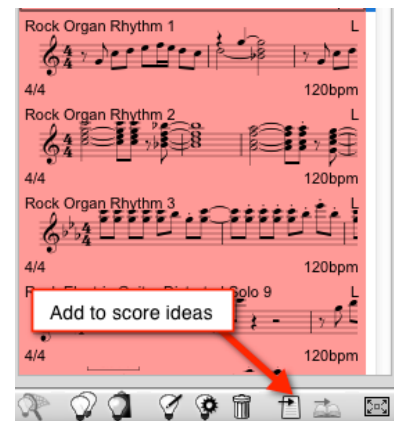 Rock Organ Rhythm 1 L
4/4 120bpm
Rock Organ Rhythm 2 L
4/4 120bpm
Rock Organ Rhythm 3 L
4/4 120bpm
Solo 9 L
Add to score ideas
4/4 120bpm